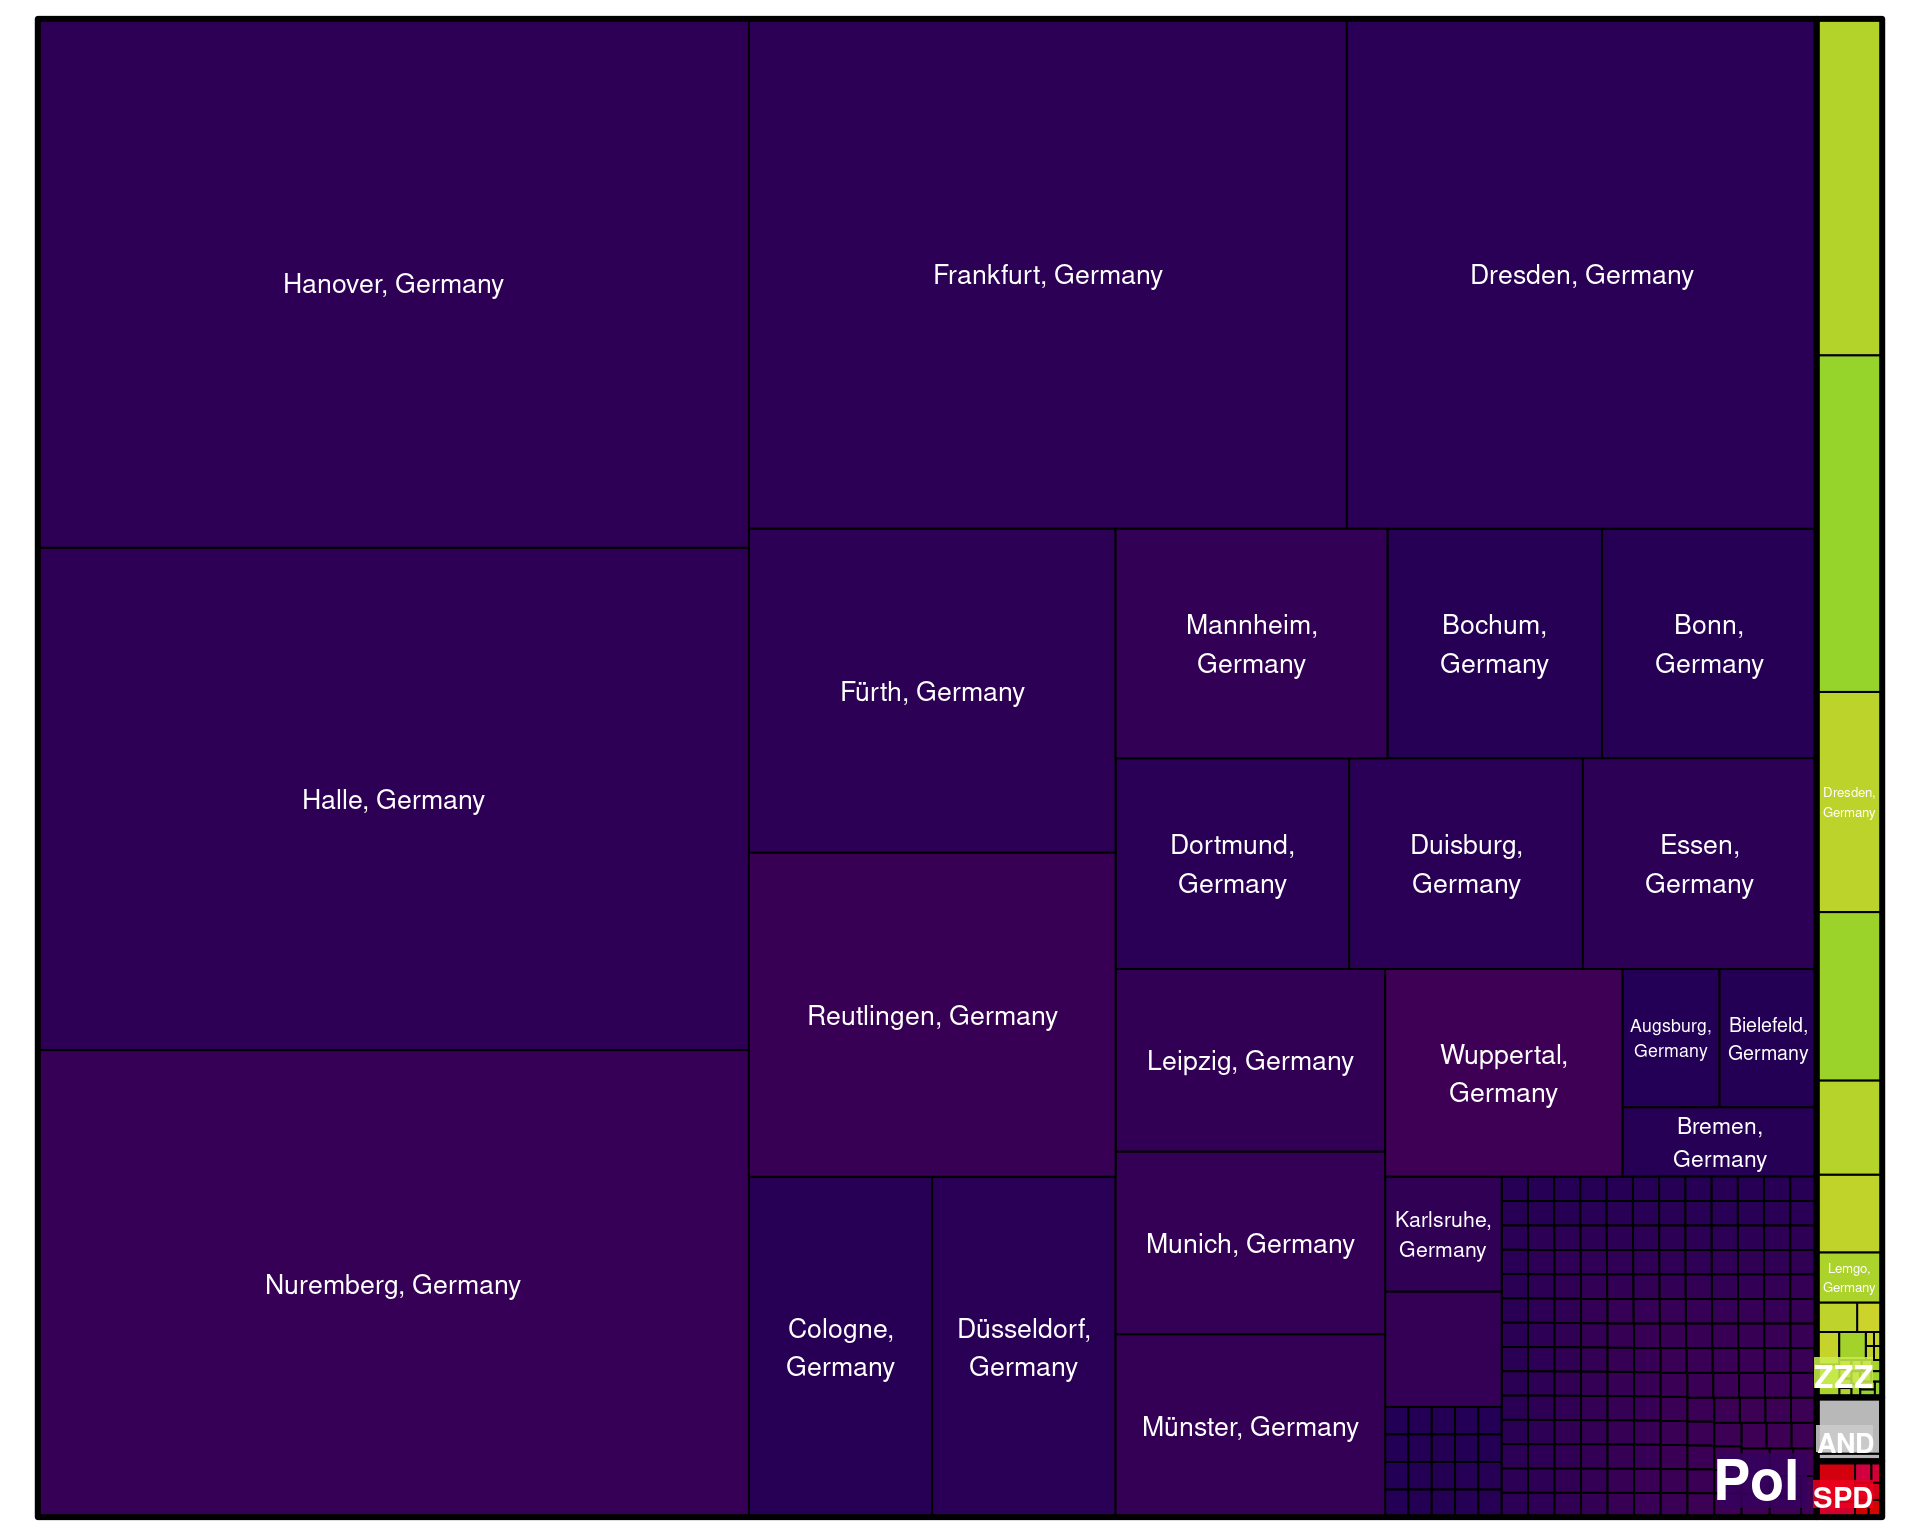 Hanover, Germany
Frankfurt, Germany
Dresden, Germany
Halle, Germany
Nuremberg, Germany
Fürth, Germany
Reutlingen, Germany
Cologne,
Germany
Düsseldorf,
Germany
Mannheim,
Germany
Bochum,
Germany
Bonn,
Germany
Dortmund,
Germany
Duisburg,
Germany
Essen,
Germany
Leipzig, Germany
Munich, Germany
Münster, Germany
Wuppertal,
Germany
Augsburg,
Germany
Bielefeld,
Germany
Bremen,
Germany
Karlsruhe,
Germany
Pol
Dresden,
Germany
Lemgo,
Germany
ZZZ
AND
SPD